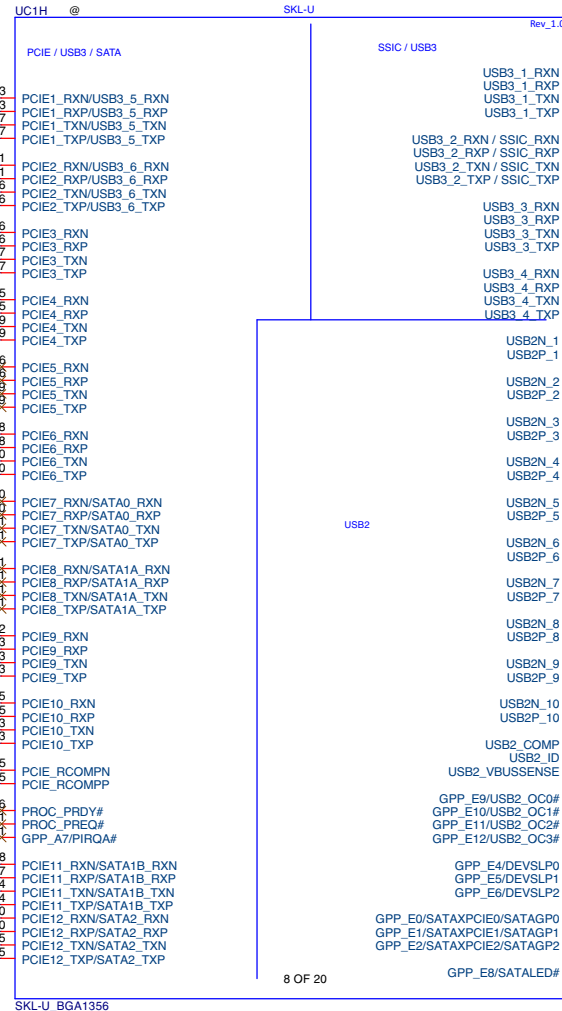 UC1H @ SKL-U
Rev_1.0
PCIE / USB3 / SATA
SSIC / USB3
PCIE1_RXN/USB3_5_RXN
PCIE1_RXP/USB3_5_RXP
PCIE1_TXN/USB3_5_TXN
PCIE1_TXP/USB3_5_TXP
PCIE2_RXN/USB3_6_RXN
PCIE2_RXP/USB3_6_RXP
PCIE2_TXN/USB3_6_TXN
PCIE2_TXP/USB3_6_TXP
PCIE3_RXN
PCIE3_RXP
PCIE3_TXN
PCIE3_TXP
PCIE4_RXN
PCIE4_RXP
PCIE4_TXN
PCIE4_TXP
PCIE5_RXN
PCIE5_RXP
PCIE5_TXN
PCIE5_TXP
PCIE6_RXN
PCIE6_RXP
PCIE6_TXN
PCIE6_TXP
PCIE7_RXN/SATA0_RXN
PCIE7_RXP/SATA0_RXP
PCIE7_TXN/SATA0_TXN
PCIE7_TXP/SATA0_TXP
PCIE8_RXN/SATA1A_RXN
PCIE8_RXP/SATA1A_RXP
PCIE8_TXN/SATA1A_TXN
PCIE8_TXP/SATA1A_TXP
PCIE9_RXN
PCIE9_RXP
PCIE9_TXN
PCIE9_TXP
PCIE10_RXN
PCIE10_RXP
PCIE10_TXN
PCIE10_TXP
PCIE_RCOMPN
PCIE_RCOMPP
PROC_PRDY#
PROC_PREQ#
GPP_A7/PIRQA#
PCIE11_RXN/SATA1B_RXN
PCIE11_RXP/SATA1B_RXP
PCIE11_TXN/SATA1B_TXN
PCIE11_TXP/SATA1B_TXP
PCIE12_RXN/SATA2_RXN
PCIE12_RXP/SATA2_RXP
PCIE12_TXN/SATA2_TXN
PCIE12_TXP/SATA2_TXP
USB3_1_RXN
USB3_1_RXP
USB3_1_TXN
USB3_1_TXP
USB3_2_RXN / SSIC_RXN
USB3_2_RXP / SSIC_RXP
USB3_2_TXN / SSIC_TXN
USB3_2_TXP / SSIC_TXP
USB3_3_RXN
USB3_3_RXP
USB3_3_TXN
USB3_3_TXP
USB3_4_RXN
USB3_4_RXP
USB3_4_TXN
USB3_4_TXP
USB2
USB2N_1
USB2P_1
USB2N_2
USB2P_2
USB2N_3
USB2P_3
USB2N_4
USB2P_4
USB2N_5
USB2P_5
USB2N_6
USB2P_6
USB2N_7
USB2P_7
USB2N_8
USB2P_8
USB2N_9
USB2P_9
USB2N_10
USB2P_10
USB2_COMP
USB2_ID
USB2_VBUSSENSE
GPP_E9/USB2_OC0#
GPP_E10/USB2_OC1#
GPP_E11/USB2_OC2#
GPP_E12/USB2_OC3#
GPP_E4/DEVSLP0
GPP_E5/DEVSLP1
GPP_E6/DEVSLP2
GPP_E0/SATAXPCIE0/SATAGP0
GPP_E1/SATAXPCIE1/SATAGP1
GPP_E2/SATAXPCIE2/SATAGP2
GPP_E8/SATALED#
8 OF 20
SKL-U_BGA1356